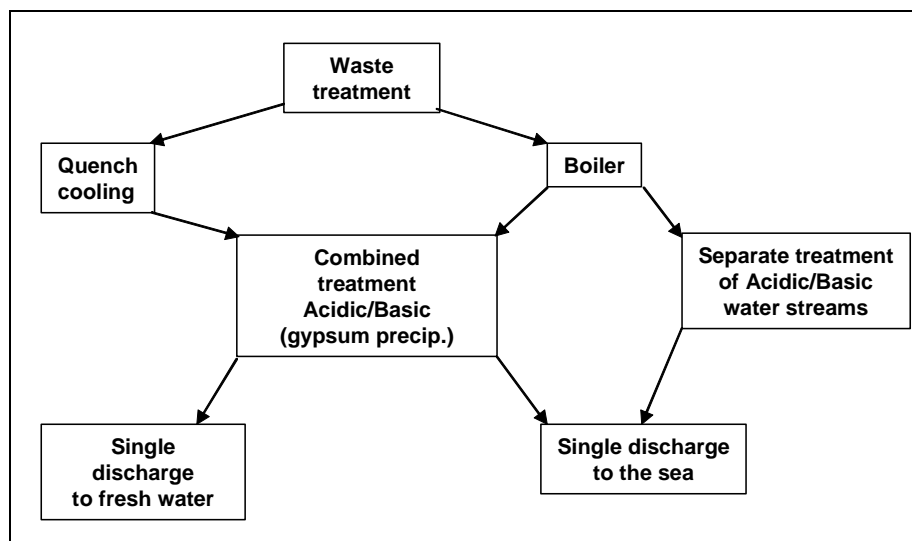 Waste
treatment
Quench
cooling
Boiler
Combined
treatment
Acidic/Basic
(gypsum precip.)
Separate treatment
of Acidic/Basic
water streams
Single
discharge
to fresh water
Single discharge
to the sea